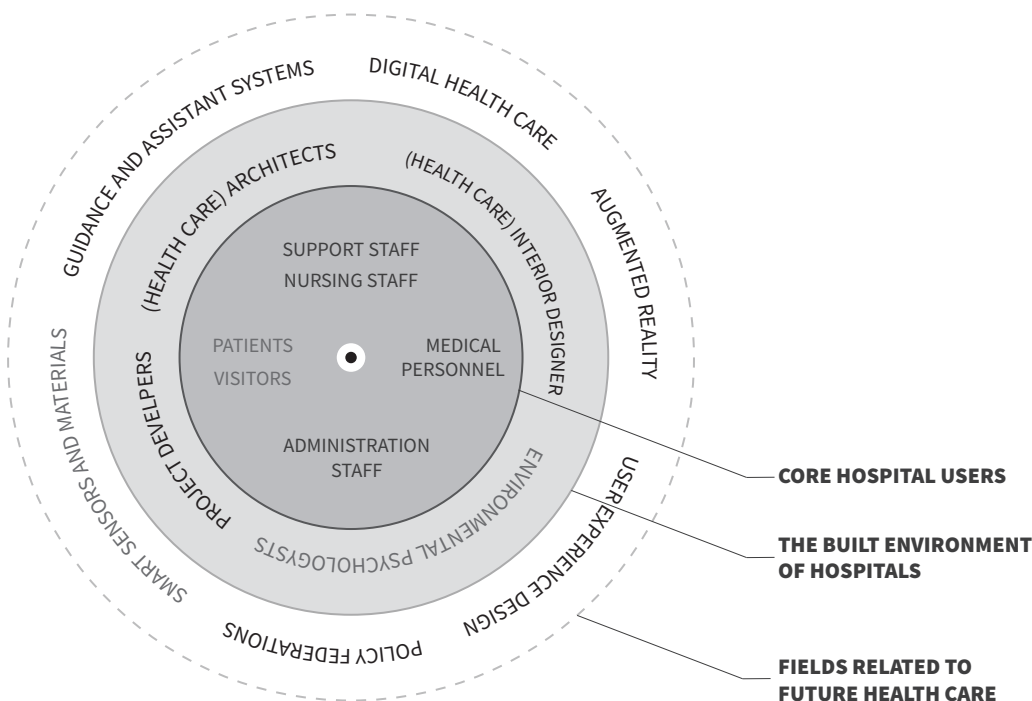 GUIDANCE AND ASSISTANT SYSTEMS
DIGITAL HEALTH CARE
AUGMENTED REALITY
USER EXPERIENCE DESIGN
POLICY FEDERATIONS
SMART SENSORS AND MATERIALS
(HEALTH CARE) ARCHITECTS
(HEALTH CARE) INTERIOR DESIGNER
ENVIRONMENTAL PSYCHOLOGYSTS
PROJECT DEVELPERS
SUPPORT STAFF
NURSING STAFF
PATIENTS
VISITORS
MEDICAL
PERSONNEL
ADMINISTRATION
STAFF
CORE HOSPITAL USERS
THE BUILT ENVIRONMENT
OF HOSPITALS
FIELDS RELATED TO
FUTURE HEALTH CARE